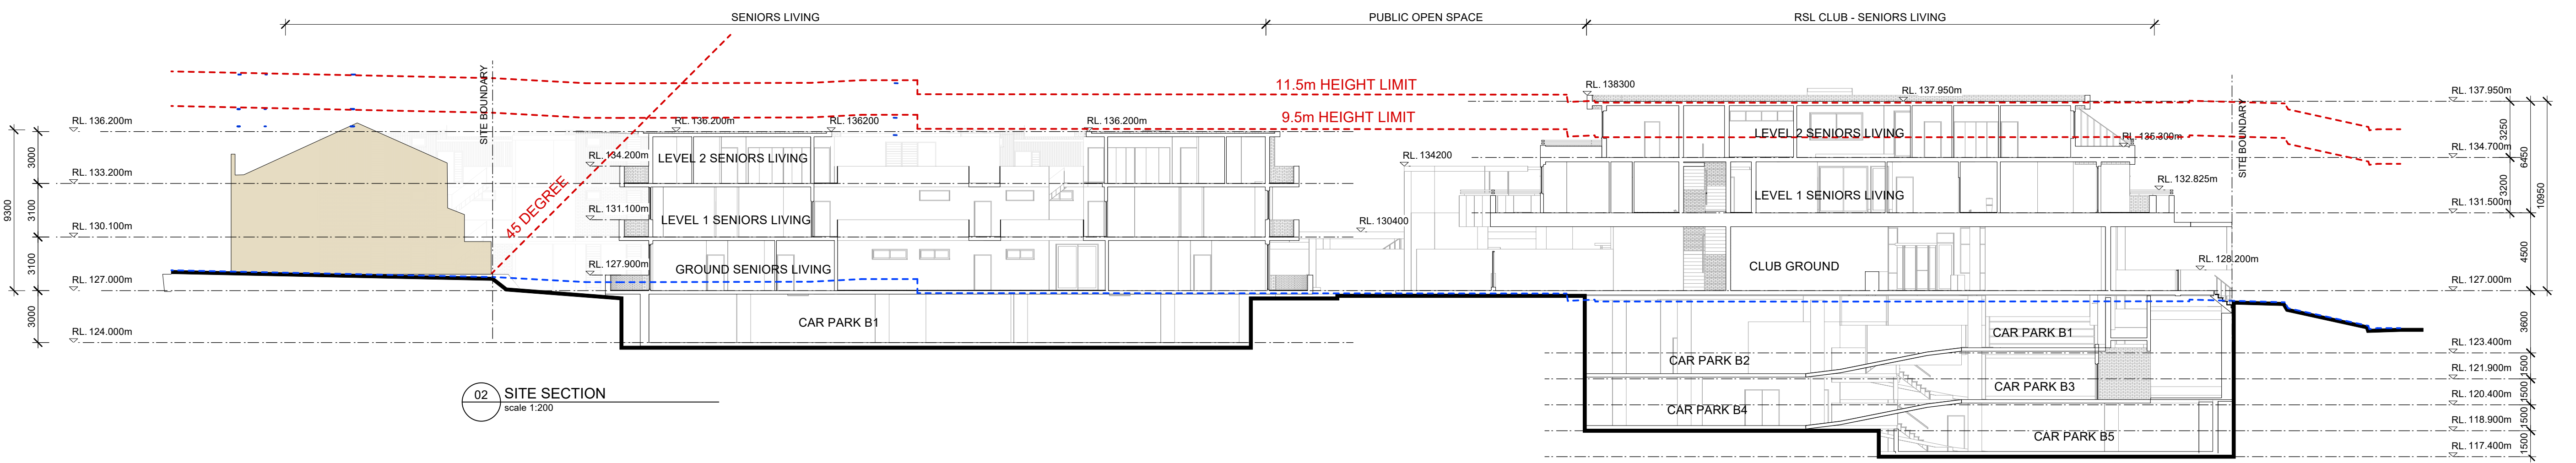 SENIORS LIVING
PUBLIC OPEN SPACE
RSL CLUB - SENIORS LIVING
SITE BOUNDARY
11.5m HEIGHT LIMIT
9.5m HEIGHT LIMIT
45 DEGREE
RL. 138300
RL. 137.950m
RL. 137.950m
RL. 136.200m
RL. 136.200m
RL. 136200
RL. 136.200m
RL. 135.300m
RL. 134.700m
RL. 134.200m
RL. 134200
RL. 133.200m
RL. 132.825m
RL. 131.500m
RL. 131.100m
RL. 130.100m
RL. 130400
RL. 128.200m
RL. 127.900m
RL. 127.000m
RL. 127.000m
RL. 124.000m
RL. 123.400m
RL. 121.900m
RL. 120.400m
RL. 118.900m
RL. 117.400m
9300
3000
3100
3100
3000
LEVEL 2 SENIORS LIVING
LEVEL 1 SENIORS LIVING
GROUND SENIORS LIVING
CAR PARK B1
LEVEL 2 SENIORS LIVING
LEVEL 1 SENIORS LIVING
CLUB GROUND
CAR PARK B1
CAR PARK B2
CAR PARK B3
CAR PARK B4
CAR PARK B5
SITE BOUNDARY
3250
6450
3200
10950
4500
3600
1500
1500
1500
1500
02 SITE SECTION
scale 1:200